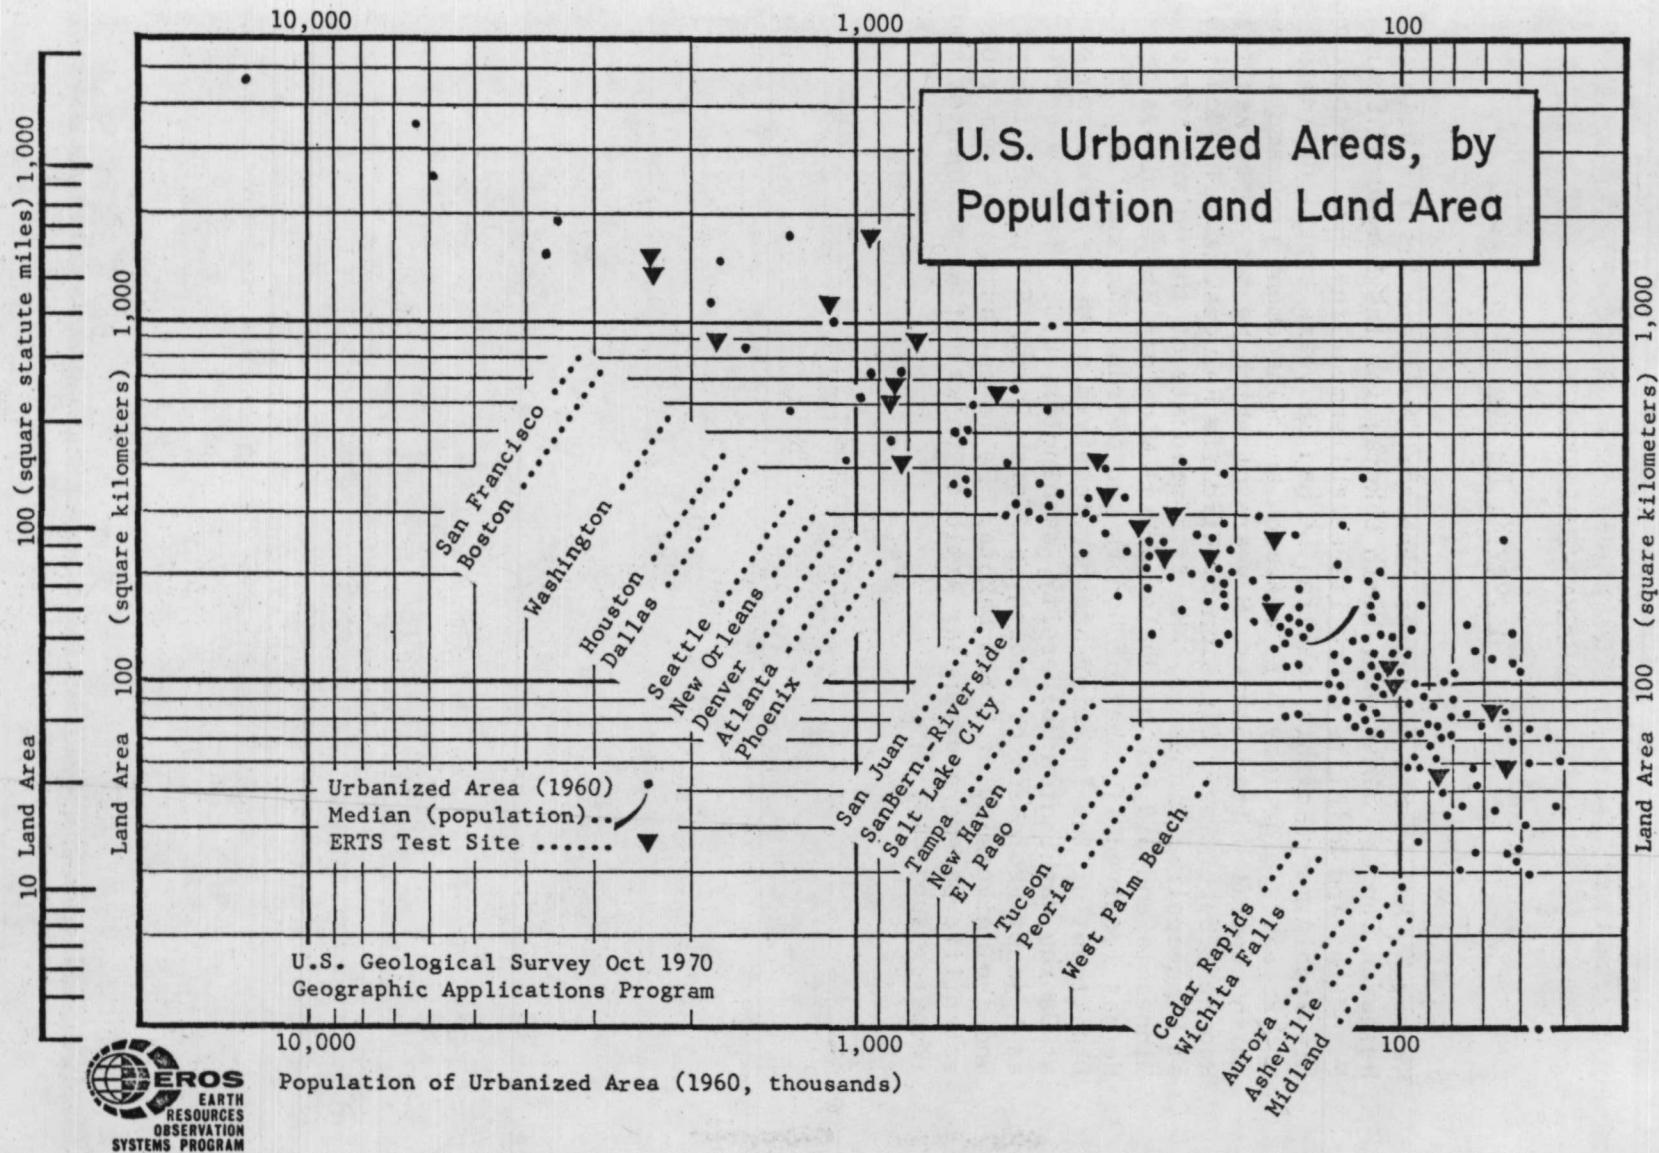 10,000 1,000 100
U.S. Urbanized Areas, by
Population and Land Area
10 Land Area 100 (square statute miles) 1,000
Land Area 100 (square kilometers) 1,000
Land Area 100 (square kilometers) 1,000
San Francisco
Boston
Washington
Houston
Dallas
Seattle
New Orleans
Denver
Atlanta
Phoenix
San Juan
SanBern-Riverside
Salt Lake City
Tampa
New Haven
El Paso
Tucson
Peoria
West Palm Beach
Cedar Rapids
Wichita Falls
Aurora
Asheville
Midland
Urbanized Area (1960)
Median (population)..
ERTS Test Site ......
U.S. Geological Survey Oct 1970
Geographic Applications Program
10,000 1,000 100
Population of Urbanized Area (1960, thousands)
EROS
EARTH
RESOURCES
OBSERVATION
SYSTEMS PROGRAM